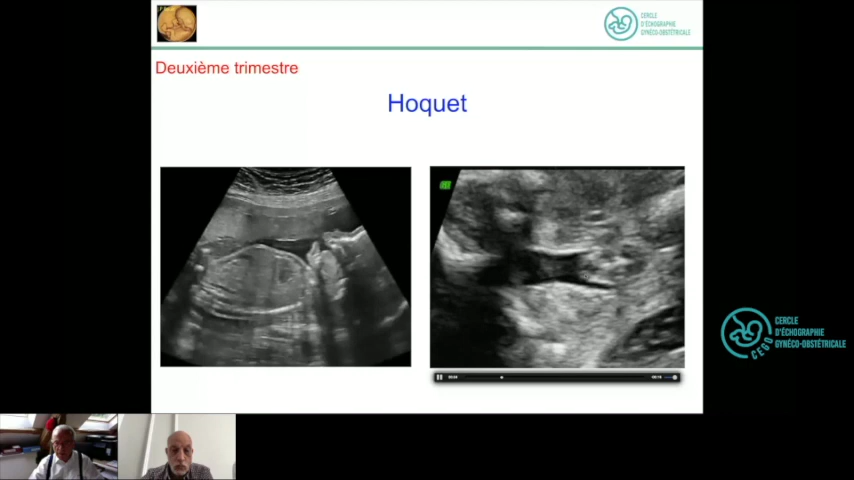 CERCLE
D'ÉCHOGRAPHIE
GYNÉCO-OBSTÉTRICALE
Deuxième trimestre
Hoquet
CERCLE
D'ÉCHOGRAPHIE
GYNÉCO-OBSTÉTRICALE
CEGO